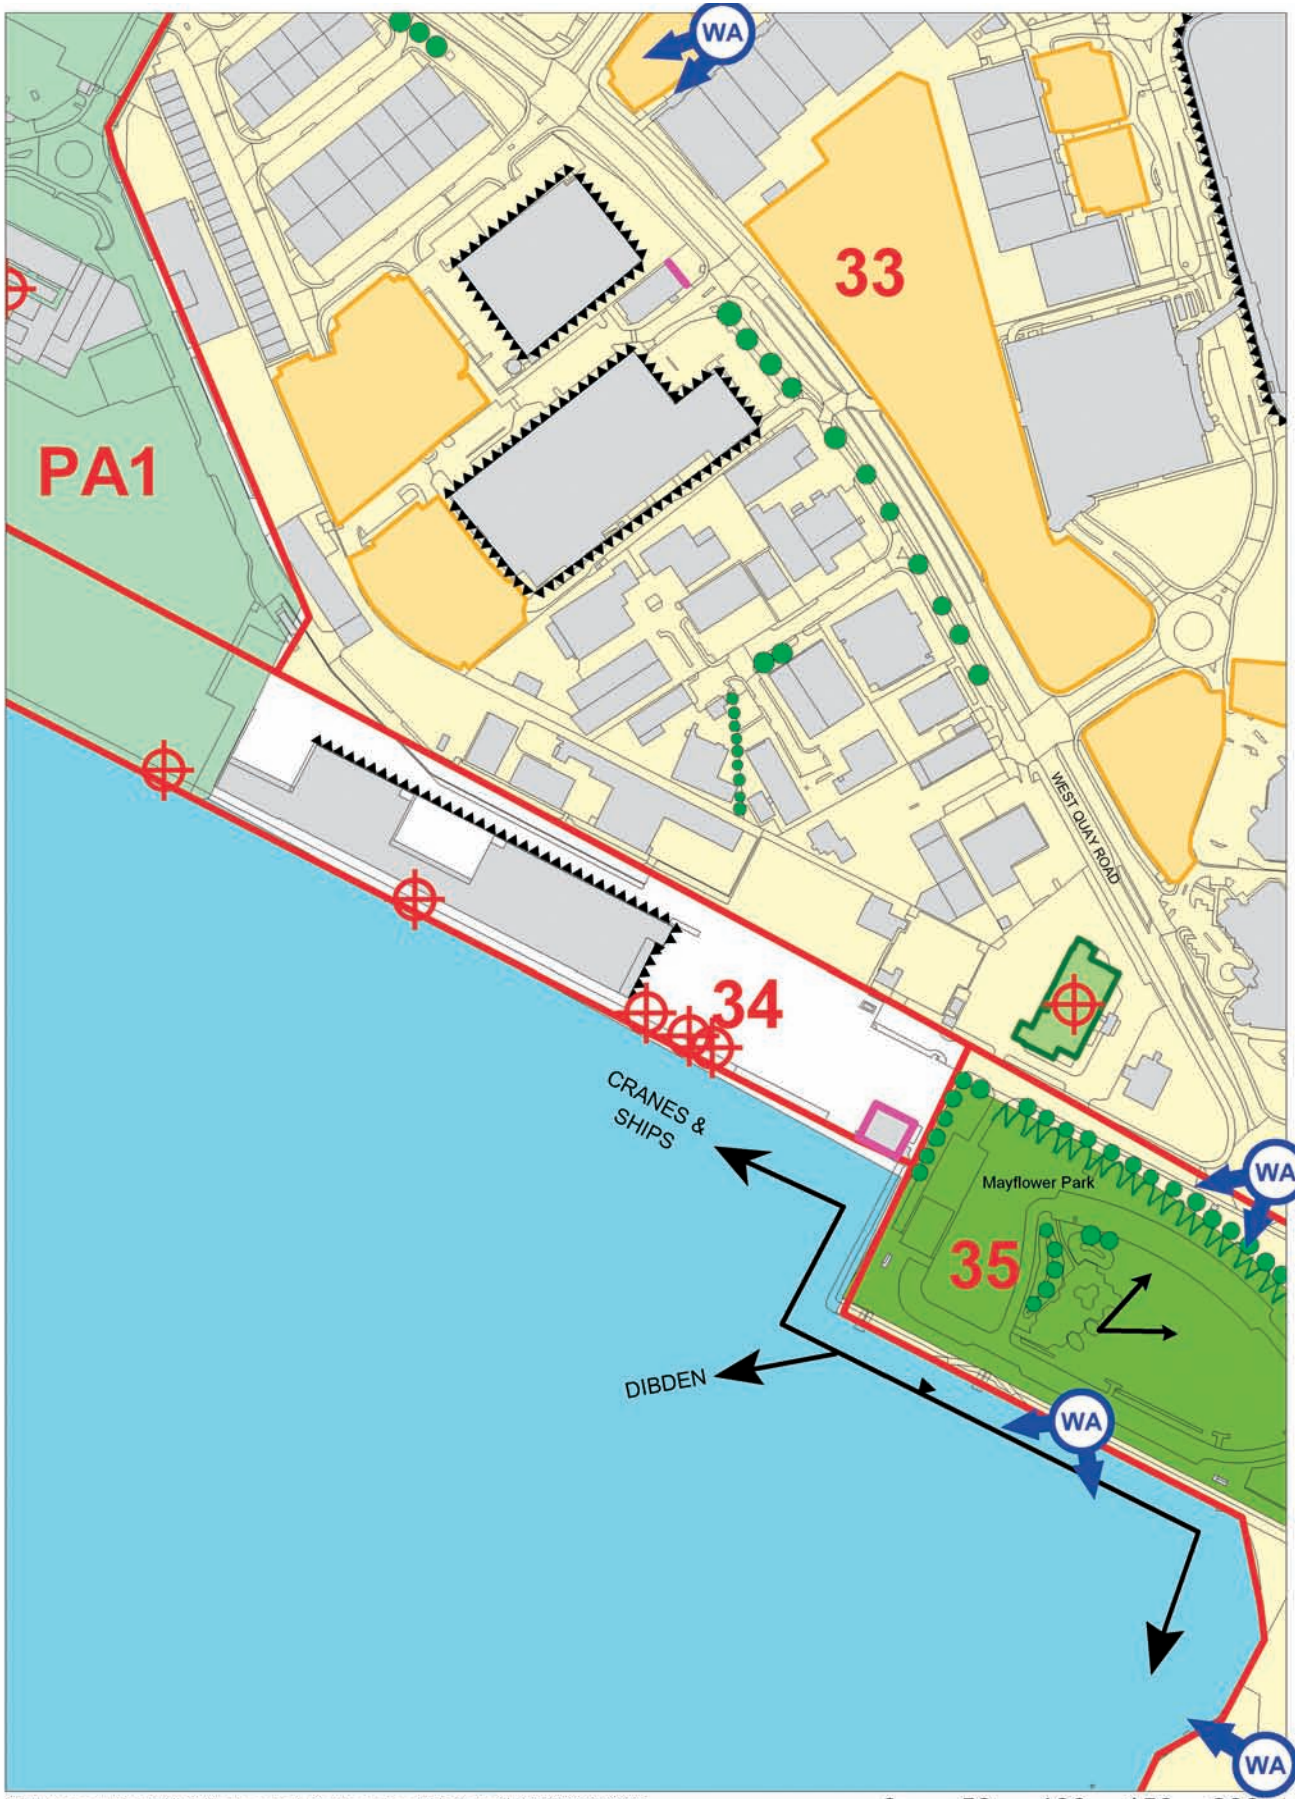 WA
33
PA1
WEST QUAY ROAD
34
CRANES &
SHIPS
WA
Mayflower Park
35
DIBDEN
WA
WA